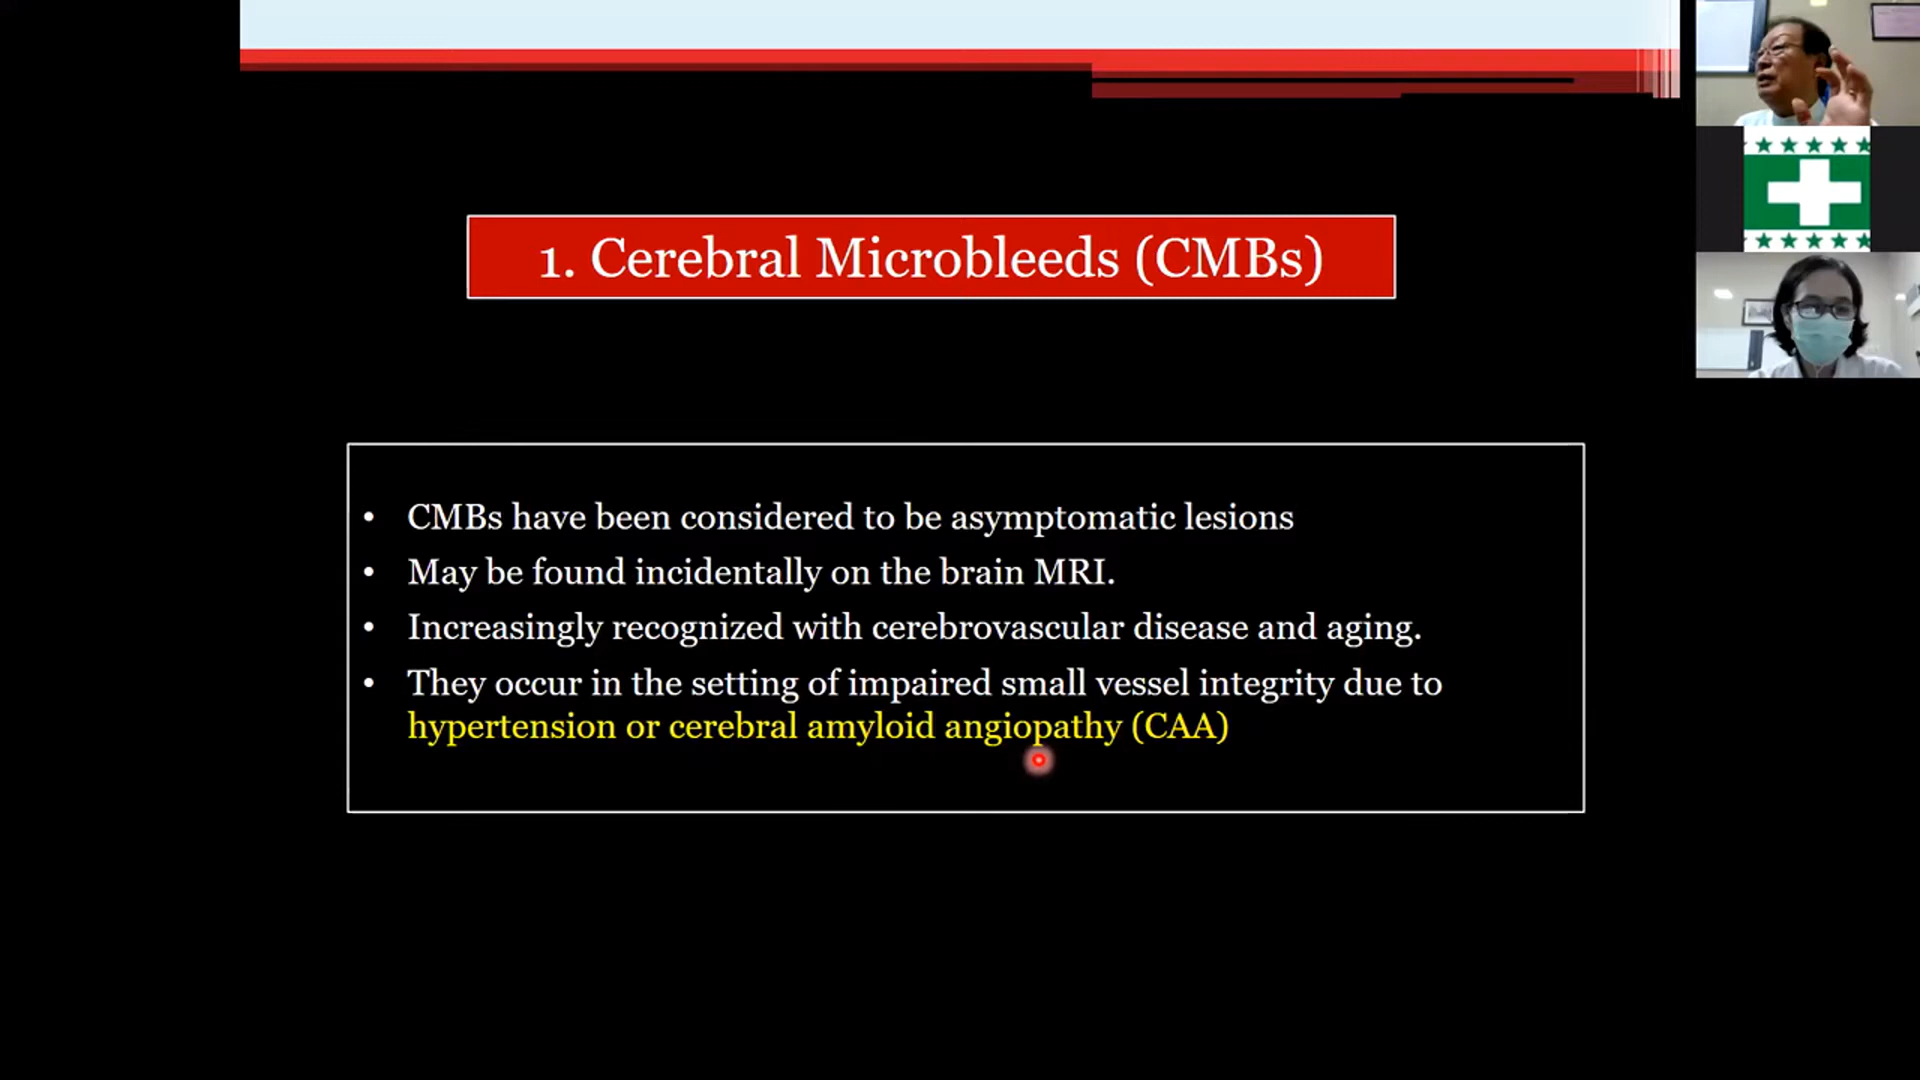 1. Cerebral Microbleeds (CMBs)
• CMBs have been considered to be asymptomatic lesions
• May be found incidentally on the brain MRI.
• Increasingly recognized with cerebrovascular disease and aging.
• They occur in the setting of impaired small vessel integrity due to
hypertension or cerebral amyloid angiopathy (CAA)